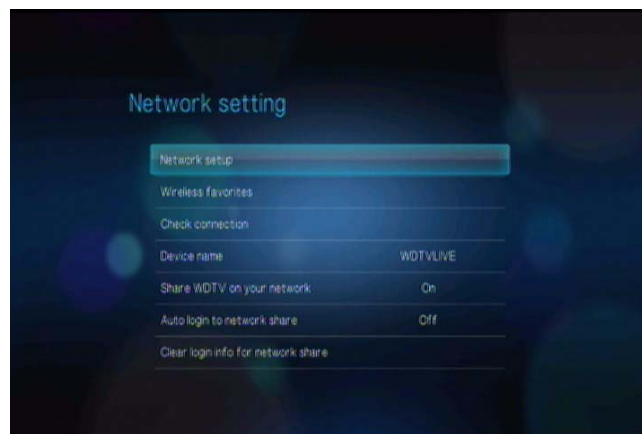 Network setting
Network setup
Wireless favorites
Check connection
Device name WDTVLIVE
Share WDTV on your network On
Auto login to network share Off
Clear login info for network share